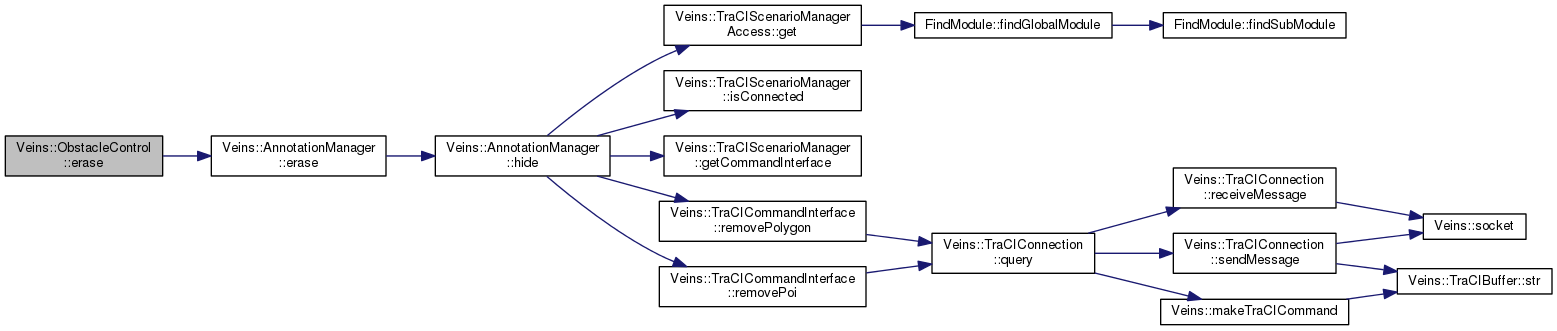 Veins::ObstacleControl
::erase
Veins::AnnotationManager
::erase
Veins::AnnotationManager
::hide
Veins::TraCIScenarioManager
Access::get
FindModule::findGlobalModule
FindModule::findSubModule
Veins::TraCIScenarioManager
::isConnected
Veins::TraCIScenarioManager
::getCommandInterface
Veins::TraCICommandInterface
::removePolygon
Veins::TraCICommandInterface
::removePoi
Veins::TraCIConnection
::query
Veins::TraCIConnection
::receiveMessage
Veins::TraCIConnection
::sendMessage
Veins::makeTraCICommand
Veins::socket
Veins::TraCIBuffer::str